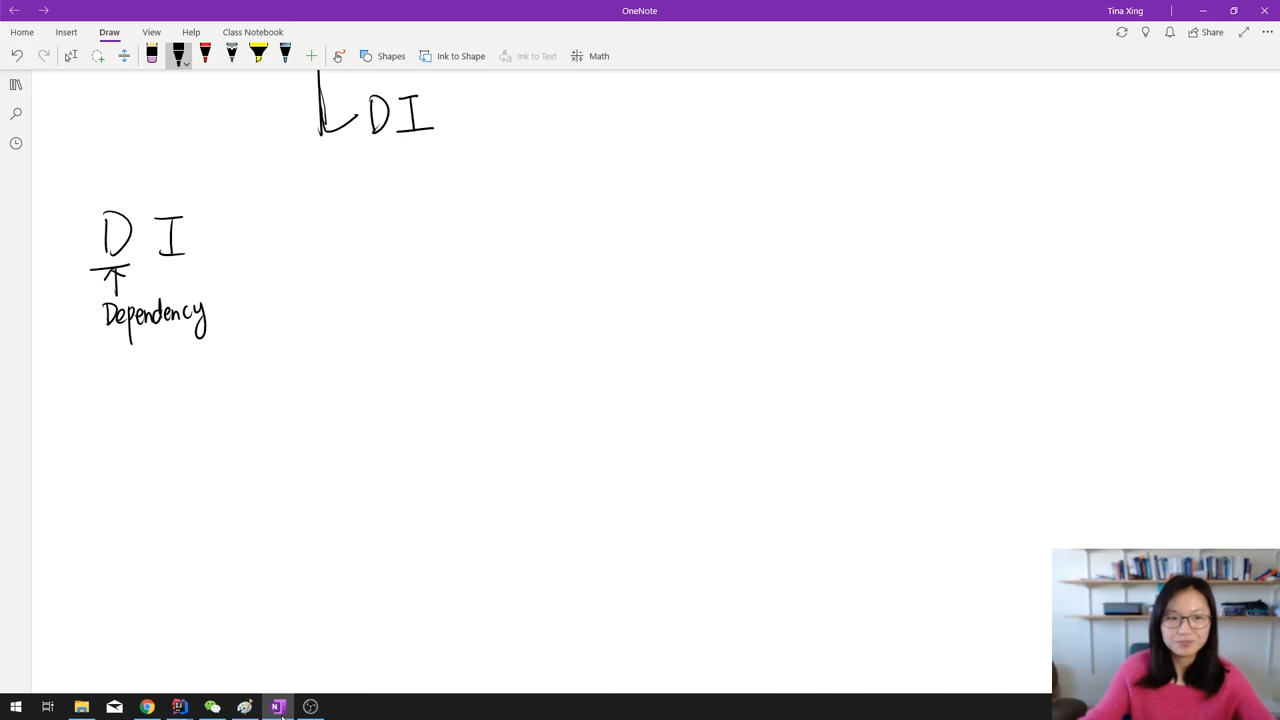 OneNote
Tina Xing
Home Insert Draw View Help Class Notebook
Share
Shapes Ink to Shape Ink to Text Math
DI
D I
Dependency